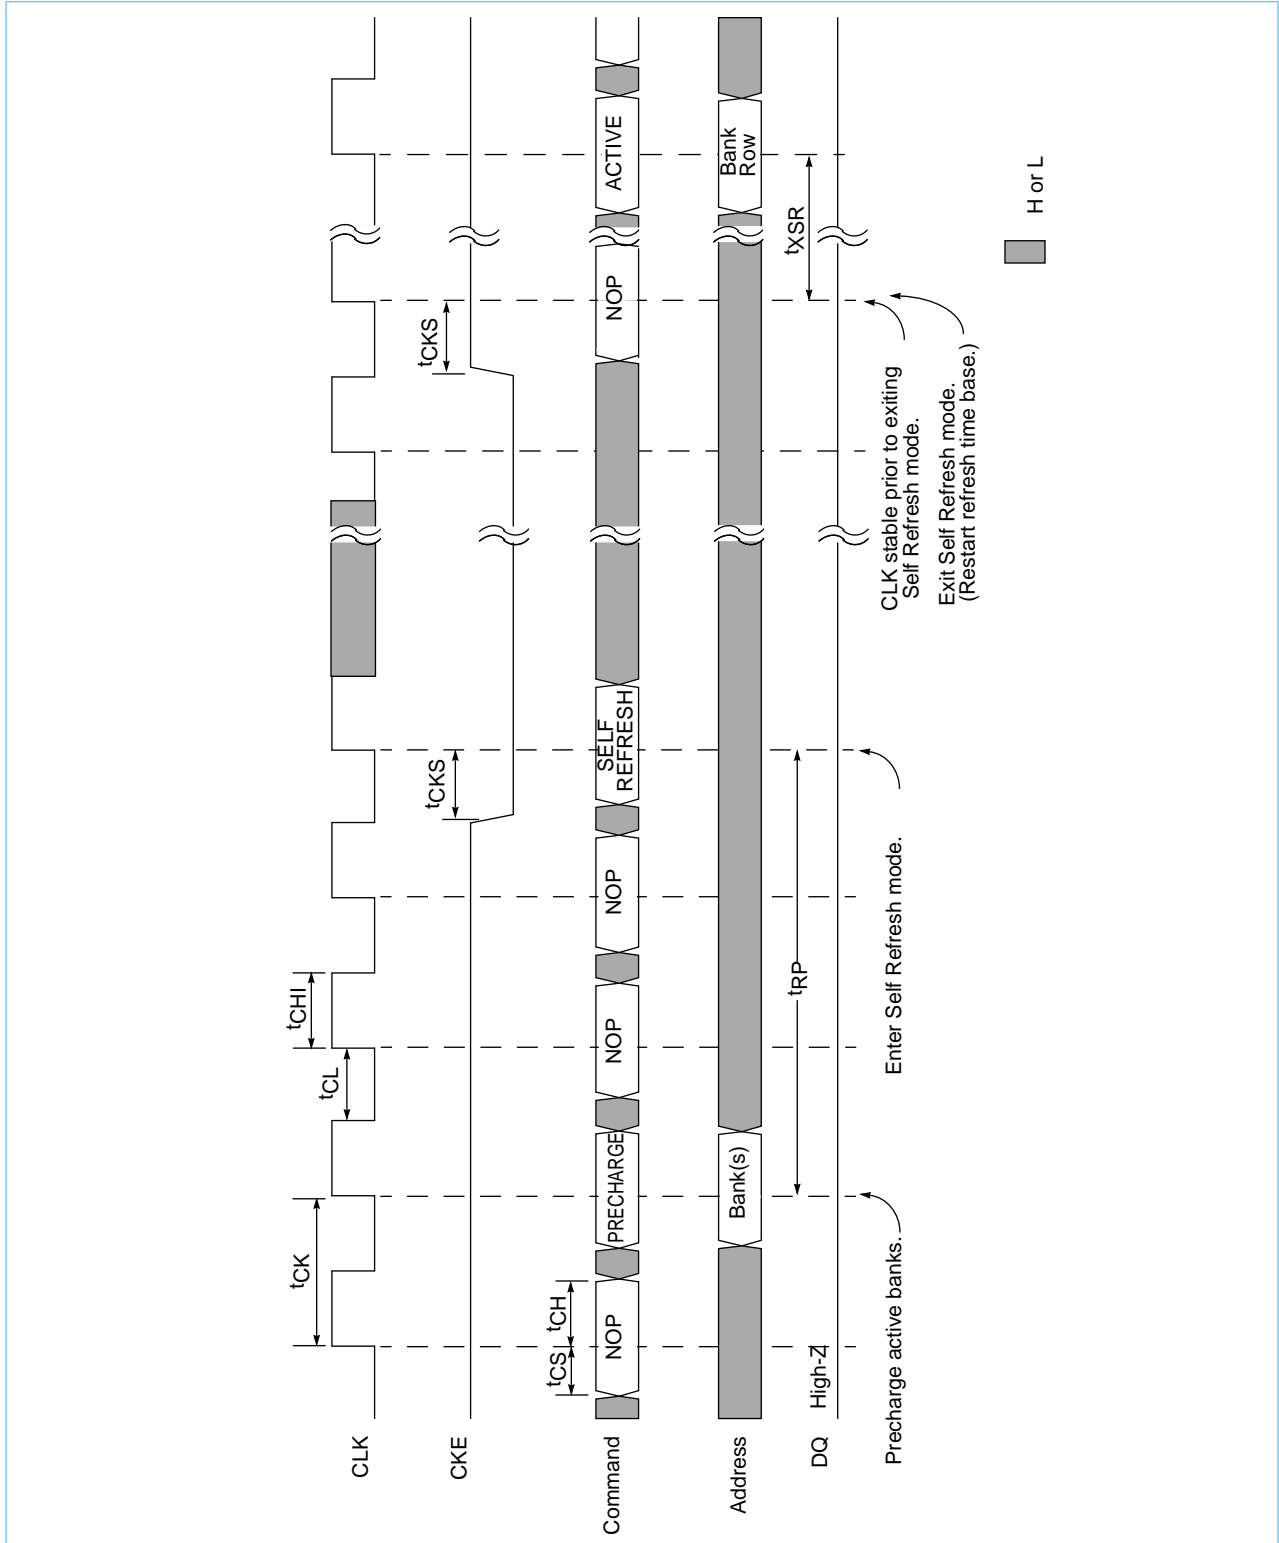 tCK
tCL
tCHI
CLK
tCKS
tCKS
CKE
tCS
tCH
Command
NOP
PRECHARGE
NOP
NOP
SELF
REFRESH
NOP
ACTIVE
Address
Bank(s)
Bank
Row
tRP
tXSR
DQ
High-Z
Precharge active banks.
Enter Self Refresh mode.
CLK stable prior to exiting
Self Refresh mode.
Exit Self Refresh mode.
(Restart refresh time base.)
H or L